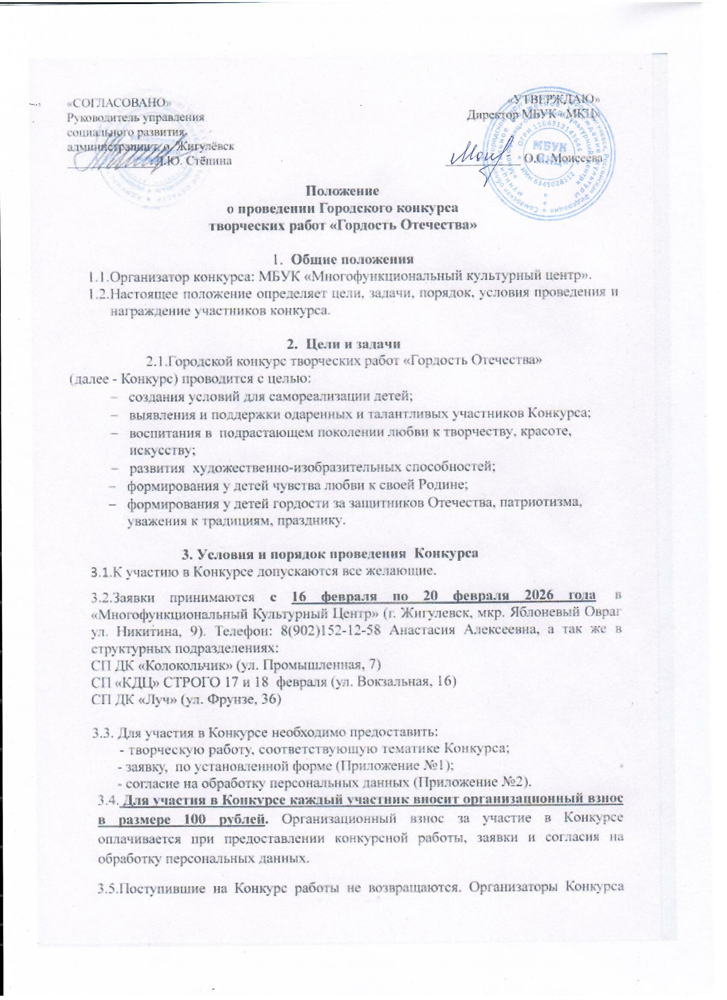 «СОГЛАСОВАНО»
Руководитель управления
социального развития
администрации г. о. Жигулёвск
Стёпина
«УТВЕРЖДАЮ»
Директор МБУК «МКЦ»
О.С. Моисеева
МБУК
«МКЦ»
ОГРН 1166313143644
ИНН 6345028512
Положение
о проведении Городского конкурса
творческих работ «Гордость Отечества»
1. Общие положения
1.1.Организатор конкурса: МБУК «Многофункциональный культурный центр».
1.2.Настоящее положение определяет цели, задачи, порядок, условия проведения и
награждение участников конкурса.
2. Цели и задачи
2.1.Городской конкурс творческих работ «Гордость Отечества»
(далее - Конкурс) проводится с целью:
– создания условий для самореализации детей;
– выявления и поддержки одаренных и талантливых участников Конкурса;
– воспитания в подрастающем поколении любви к творчеству, красоте,
искусству;
– развития художественно-изобразительных способностей;
– формирования у детей чувства любви к своей Родине;
– формирования у детей гордости за защитников Отечества, патриотизма,
уважения к традициям, празднику.
3. Условия и порядок проведения Конкурса
3.1.К участию в Конкурсе допускаются все желающие.
3.2.Заявки принимаются с 16 февраля по 20 февраля 2026 года в
«Многофункциональный Культурный Центр» (г. Жигулевск, мкр. Яблоневый Овраг
ул. Никитина, 9). Телефон: 8(902)152-12-58 Анастасия Алексеевна, а так же в
структурных подразделениях:
СП ДК «Колокольчик» (ул. Промышленная, 7)
СП «КДЦ» СТРОГО 17 и 18 февраля (ул. Вокзальная, 16)
СП ДК «Луч» (ул. Фрунзе, 36)
3.3. Для участия в Конкурсе необходимо предоставить:
- творческую работу, соответствующую тематике Конкурса;
- заявку, по установленной форме (Приложение №1);
- согласие на обработку персональных данных (Приложение №2).
3.4. Для участия в Конкурсе каждый участник вносит организационный взнос
в размере 100 рублей. Организационный взнос за участие в Конкурсе
оплачивается при предоставлении конкурсной работы, заявки и согласия на
обработку персональных данных.
3.5.Поступившие на Конкурс работы не возвращаются. Организаторы Конкурса